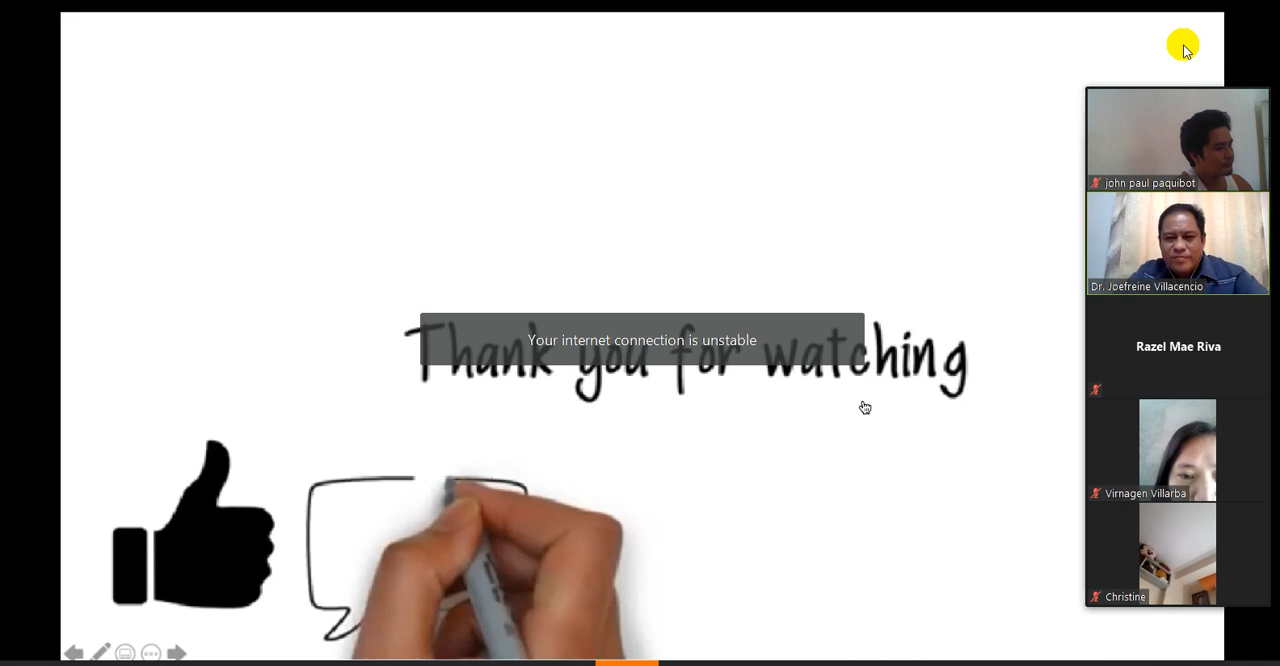 john paul paquibot
Dr. Joefreine Villacencio
Your internet connection is unstable
Thank you for watching
Razel Mae Riva
Virnagen Villarba
Christine